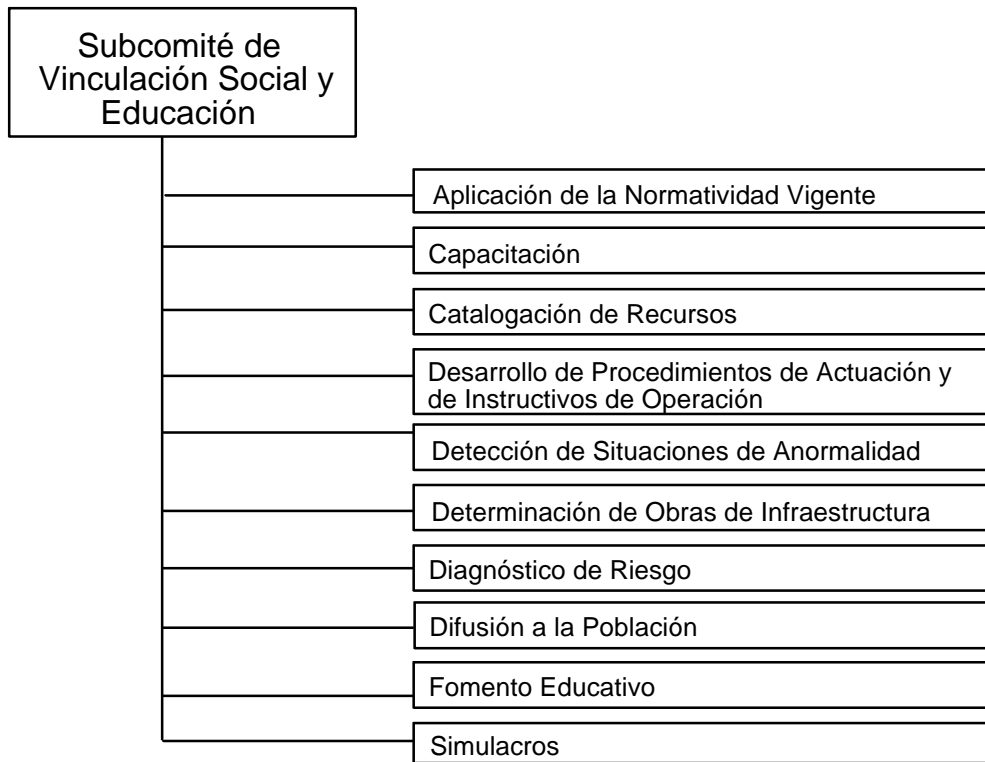 Subcomité de
Vinculación Social y
Educación
Aplicación de la Normatividad Vigente
Capacitación
Catalogación de Recursos
Desarrollo de Procedimientos de Actuación y
de Instructivos de Operación
Detección de Situaciones de Anormalidad
Determinación de Obras de Infraestructura
Diagnóstico de Riesgo
Difusión a la Población
Fomento Educativo
Simulacros